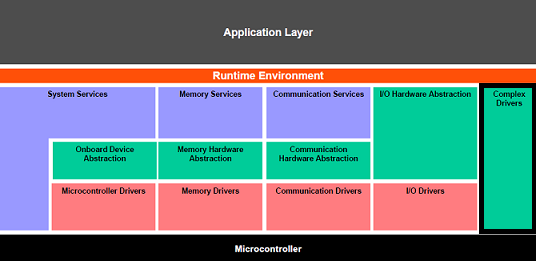 Application Layer
Runtime Environment
System Services
Memory Services
Communication Services
I/O Hardware Abstraction
Complex
Drivers
Onboard Device
Abstraction
Memory Hardware
Abstraction
Communication
Hardware Abstraction
Microcontroller Drivers
Memory Drivers
Communication Drivers
I/O Drivers
Microcontroller